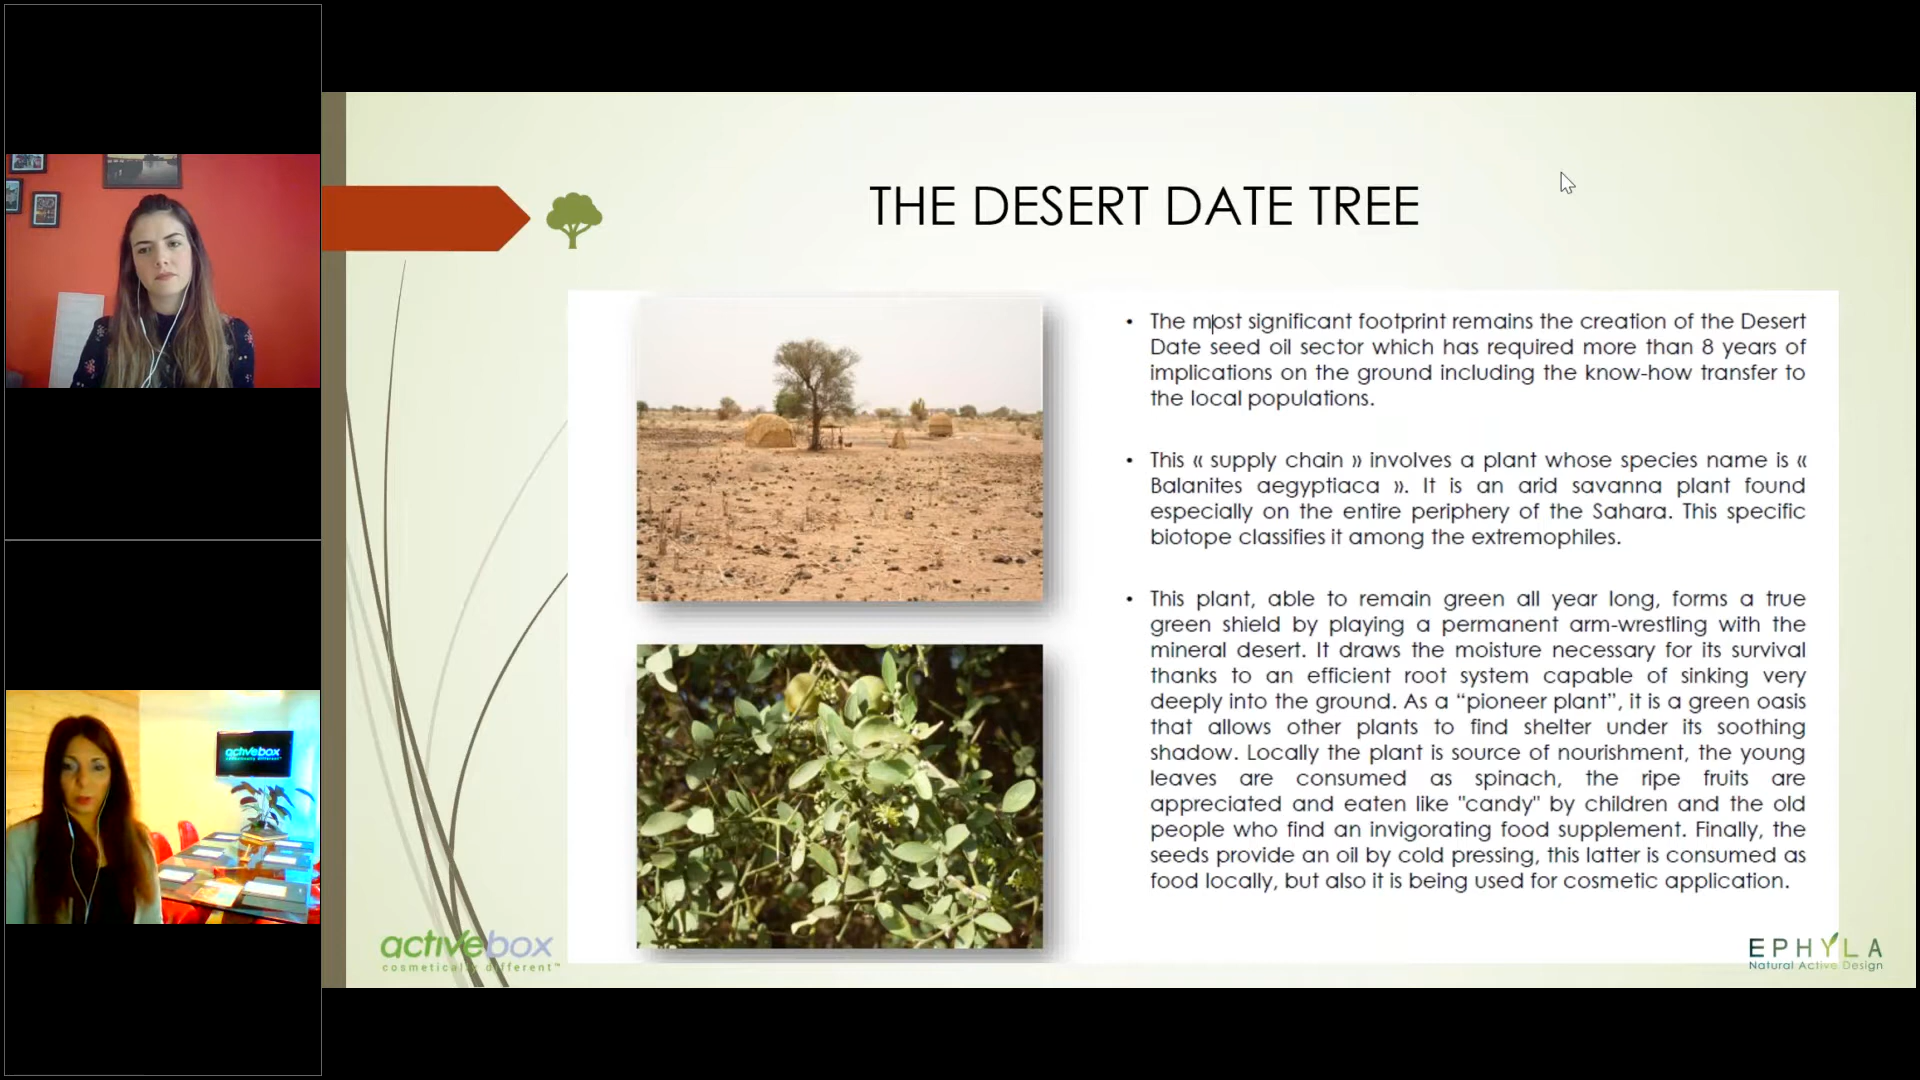 THE DESERT DATE TREE
• The most significant footprint remains the creation of the Desert
Date seed oil sector which has required more than 8 years of
implications on the ground including the know-how transfer to
the local populations.
• This « supply chain » involves a plant whose species name is «
Balanites aegyptiaca ». It is an arid savanna plant found
especially on the entire periphery of the Sahara. This specific
biotope classifies it among the extremophiles.
• This plant, able to remain green all year long, forms a true
green shield by playing a permanent arm-wrestling with the
mineral desert. It draws the moisture necessary for its survival
thanks to an efficient root system capable of sinking very
deeply into the ground. As a “pioneer plant”, it is a green oasis
that allows other plants to find shelter under its soothing
shadow. Locally the plant is source of nourishment, the young
leaves are consumed as spinach, the ripe fruits are
appreciated and eaten like "candy" by children and the old
people who find an invigorating food supplement. Finally, the
seeds provide an oil by cold pressing, this latter is consumed as
food locally, but also it is being used for cosmetic application.
activebox
cosmetically different™
EPHYLA
Natural Active Design
activebox